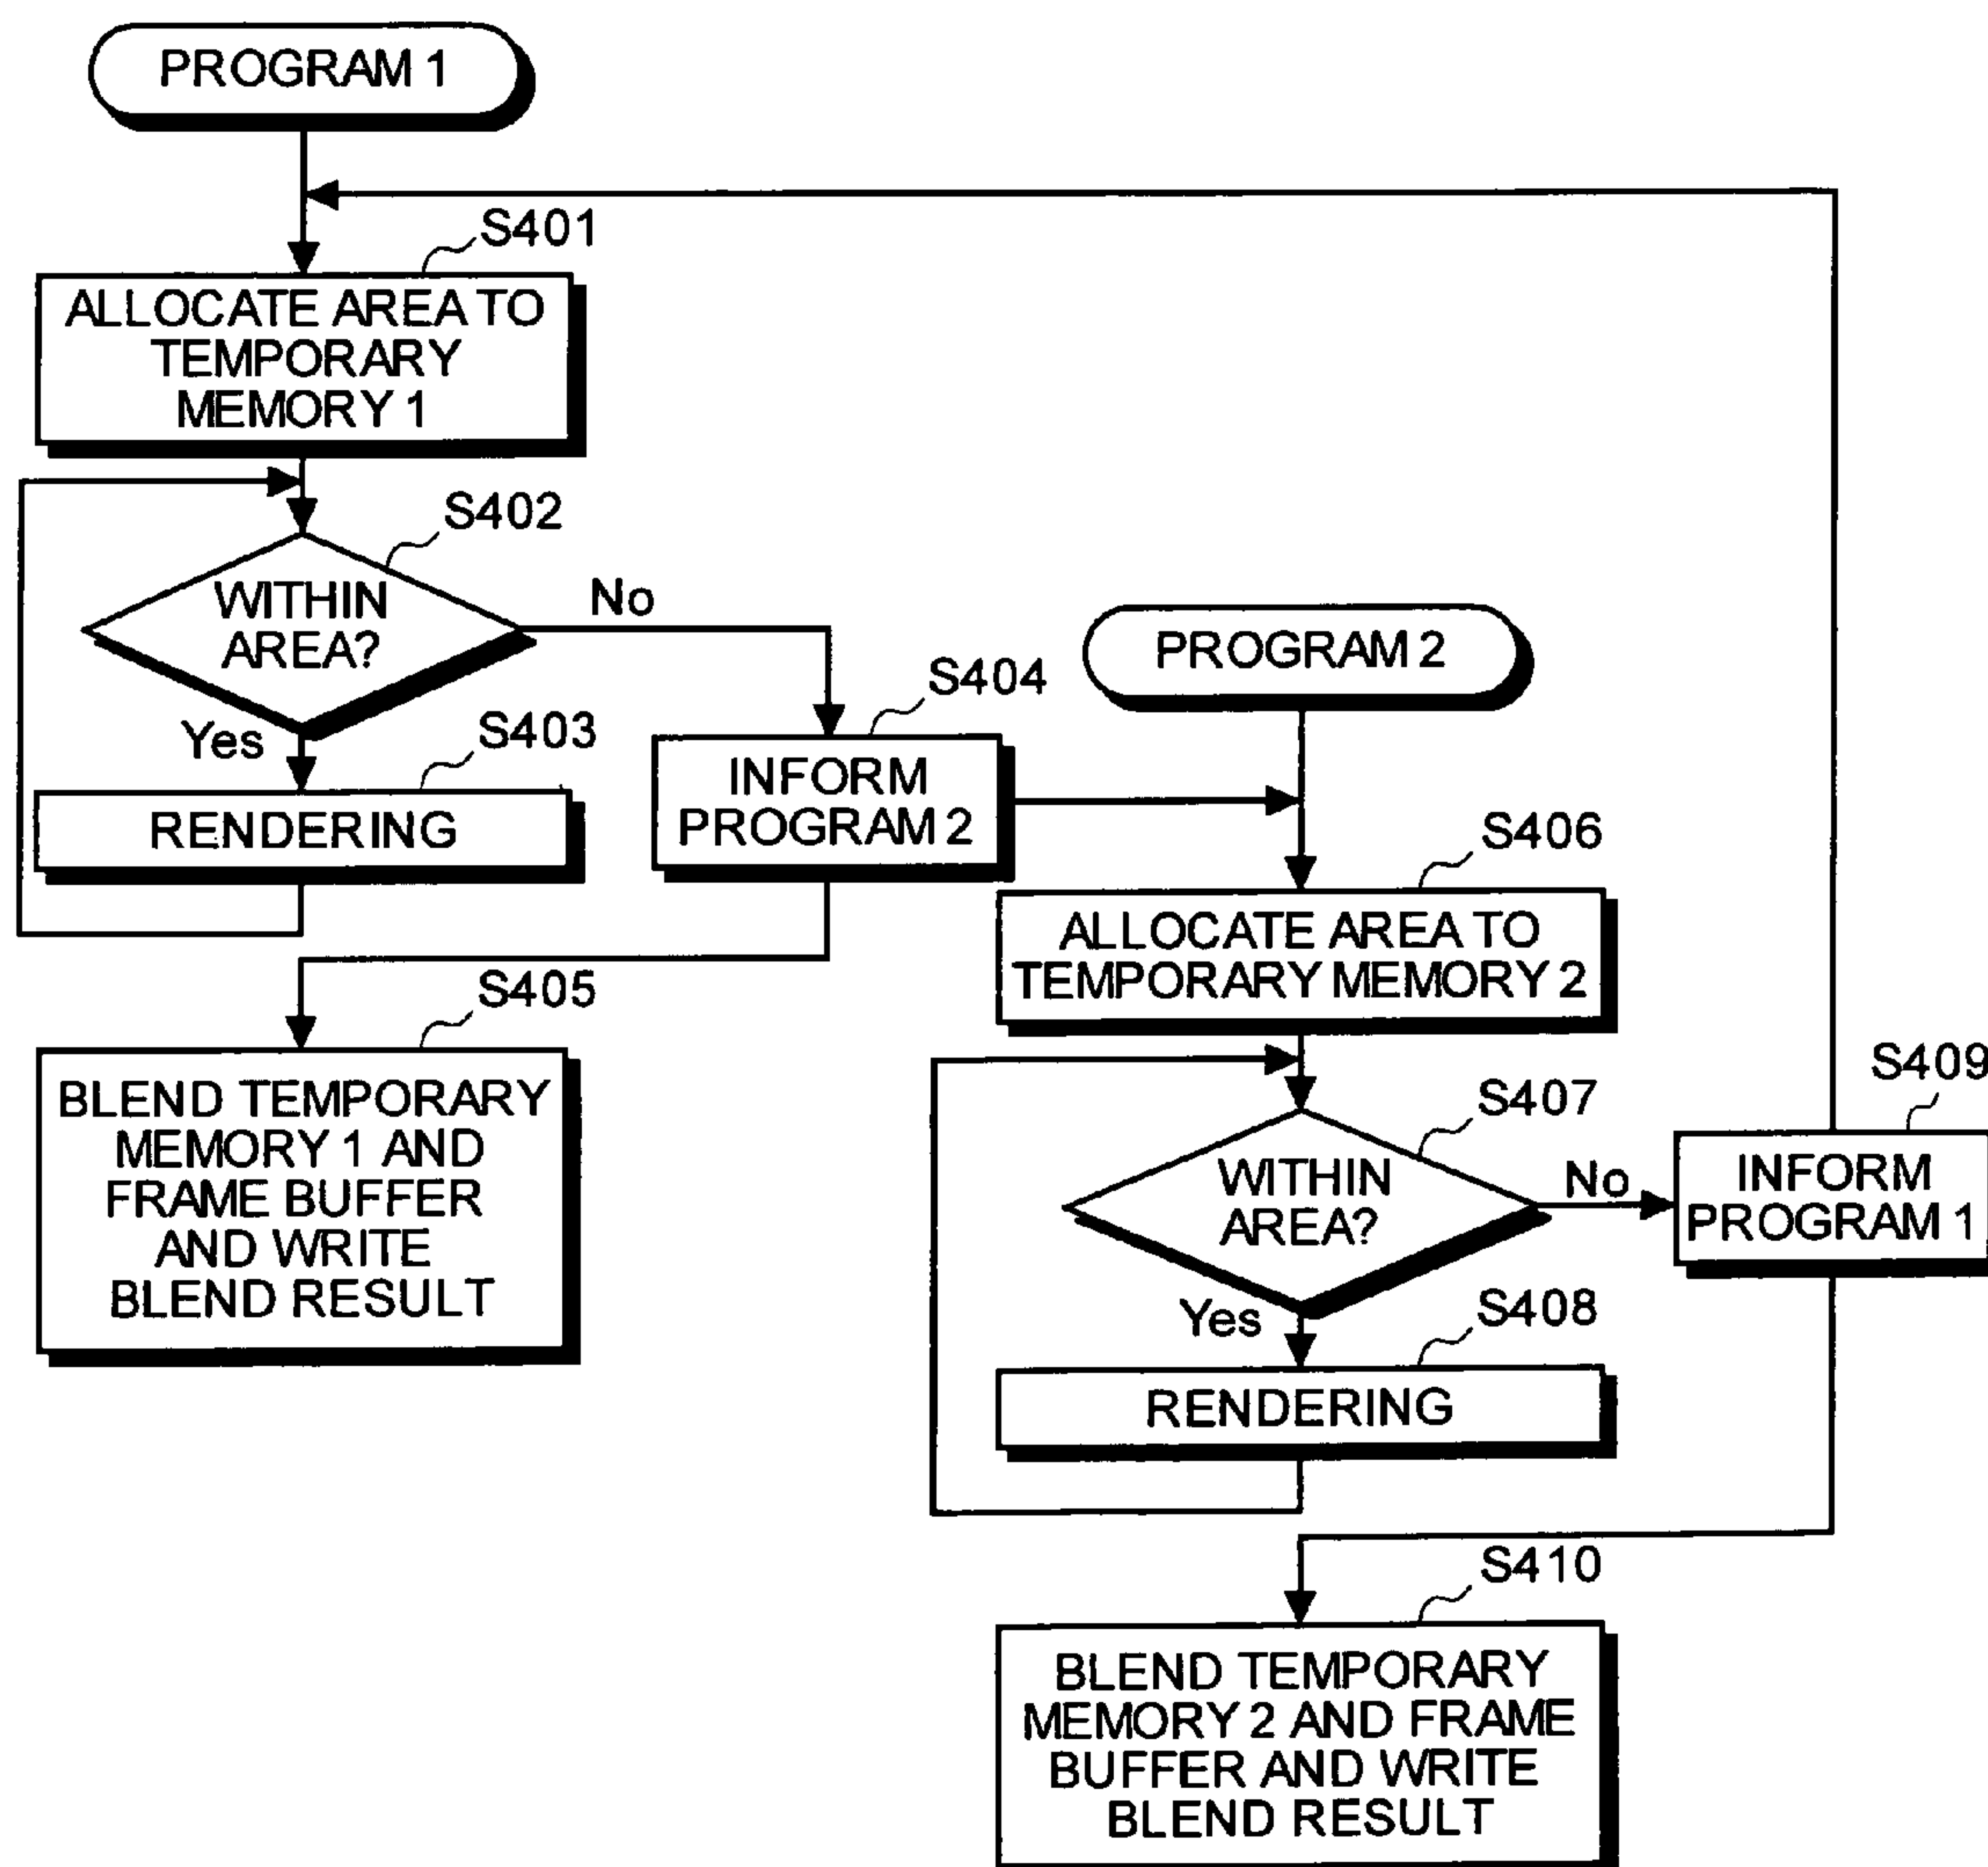 PROGRAM 1
S401
ALLOCATE AREA TO
TEMPORARY
MEMORY 1
S402
WITHIN
AREA?
No
Yes
S403
RENDERING
S404
INFORM
PROGRAM 2
S405
BLEND TEMPORARY
MEMORY 1 AND
FRAME BUFFER
AND WRITE
BLEND RESULT
PROGRAM 2
S406
ALLOCATE AREA TO
TEMPORARY MEMORY 2
S407
WITHIN
AREA?
No
Yes
S408
RENDERING
S409
INFORM
PROGRAM 1
S410
BLEND TEMPORARY
MEMORY 2 AND FRAME
BUFFER AND WRITE
BLEND RESULT